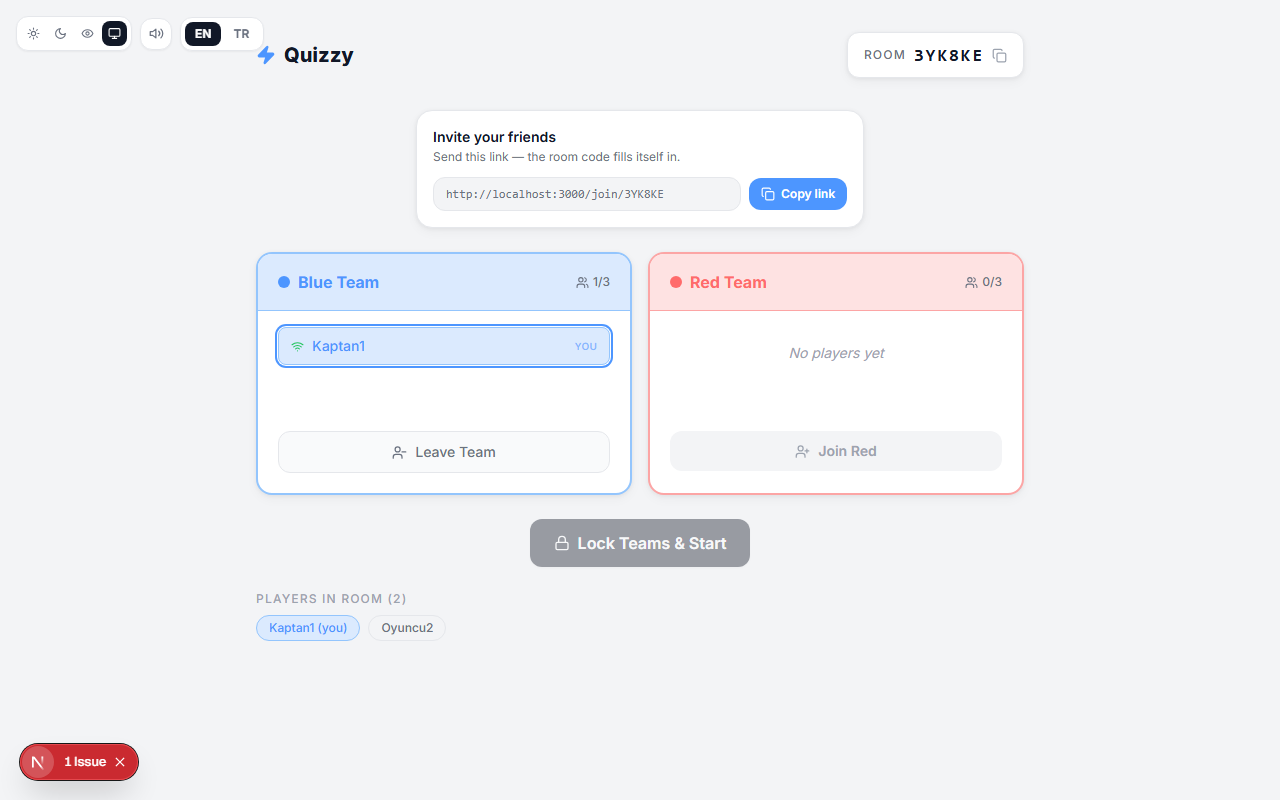 EN TR
Quizzy
ROOM 3YK8KE
Invite your friends
Send this link — the room code fills itself in.
http://localhost:3000/join/3YK8KE Copy link
Blue Team 1/3
Kaptan1 YOU
Leave Team
Red Team 0/3
No players yet
Join Red
Lock Teams & Start
PLAYERS IN ROOM (2)
Kaptan1 (you) Oyuncu2
N 1 Issue